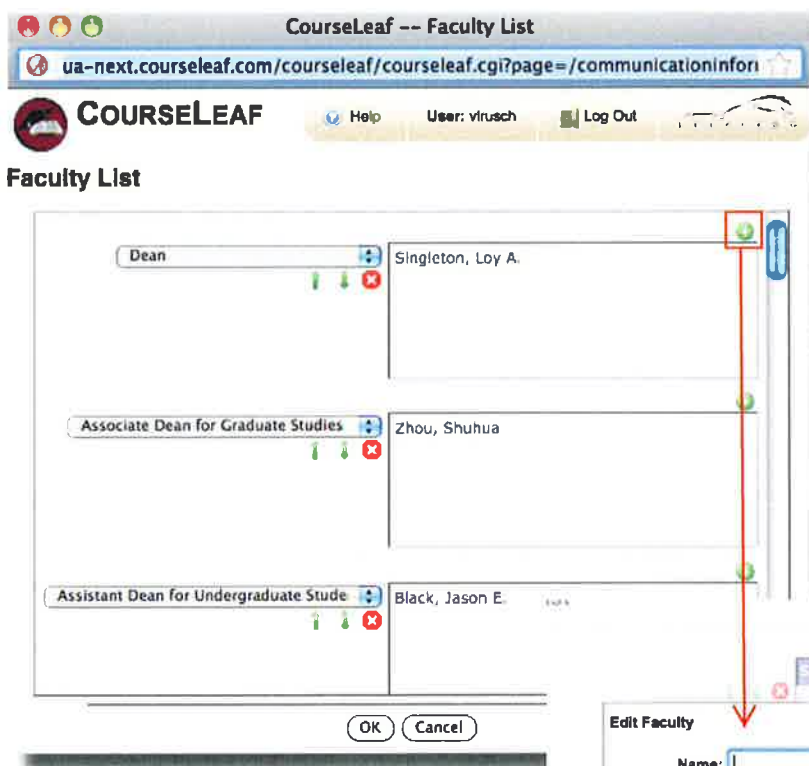 CourseLeaf -- Faculty List
ua-next.courseleaf.com/courseleaf/courseleaf.cgi?page=/communicationinfor
COURSELEAF Help User: virusch Log Out
Faculty List
Dean Singleton, Loy A.
Associate Dean for Graduate Studies Zhou, Shuhua
Assistant Dean for Undergraduate Stude Black, Jason E.
OK Cancel
Edit Faculty
Name: